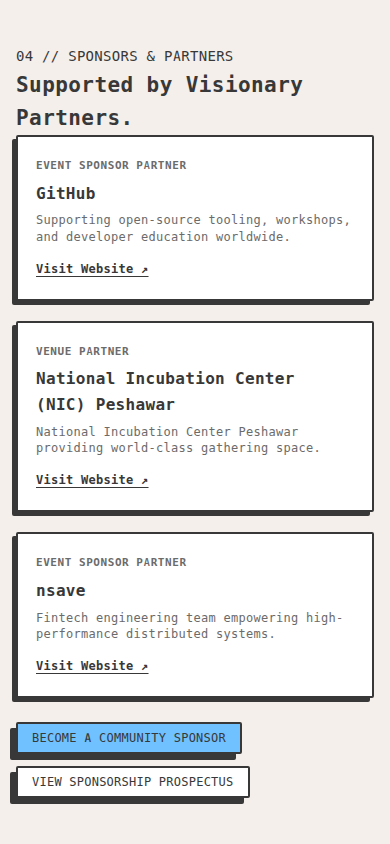 04 // SPONSORS & PARTNERS
Supported by Visionary
Partners.
EVENT SPONSOR PARTNER
GitHub
Supporting open-source tooling, workshops,
and developer education worldwide.
Visit Website ↗
VENUE PARTNER
National Incubation Center
(NIC) Peshawar
National Incubation Center Peshawar
providing world-class gathering space.
Visit Website ↗
EVENT SPONSOR PARTNER
nsave
Fintech engineering team empowering high-
performance distributed systems.
Visit Website ↗
BECOME A COMMUNITY SPONSOR
VIEW SPONSORSHIP PROSPECTUS